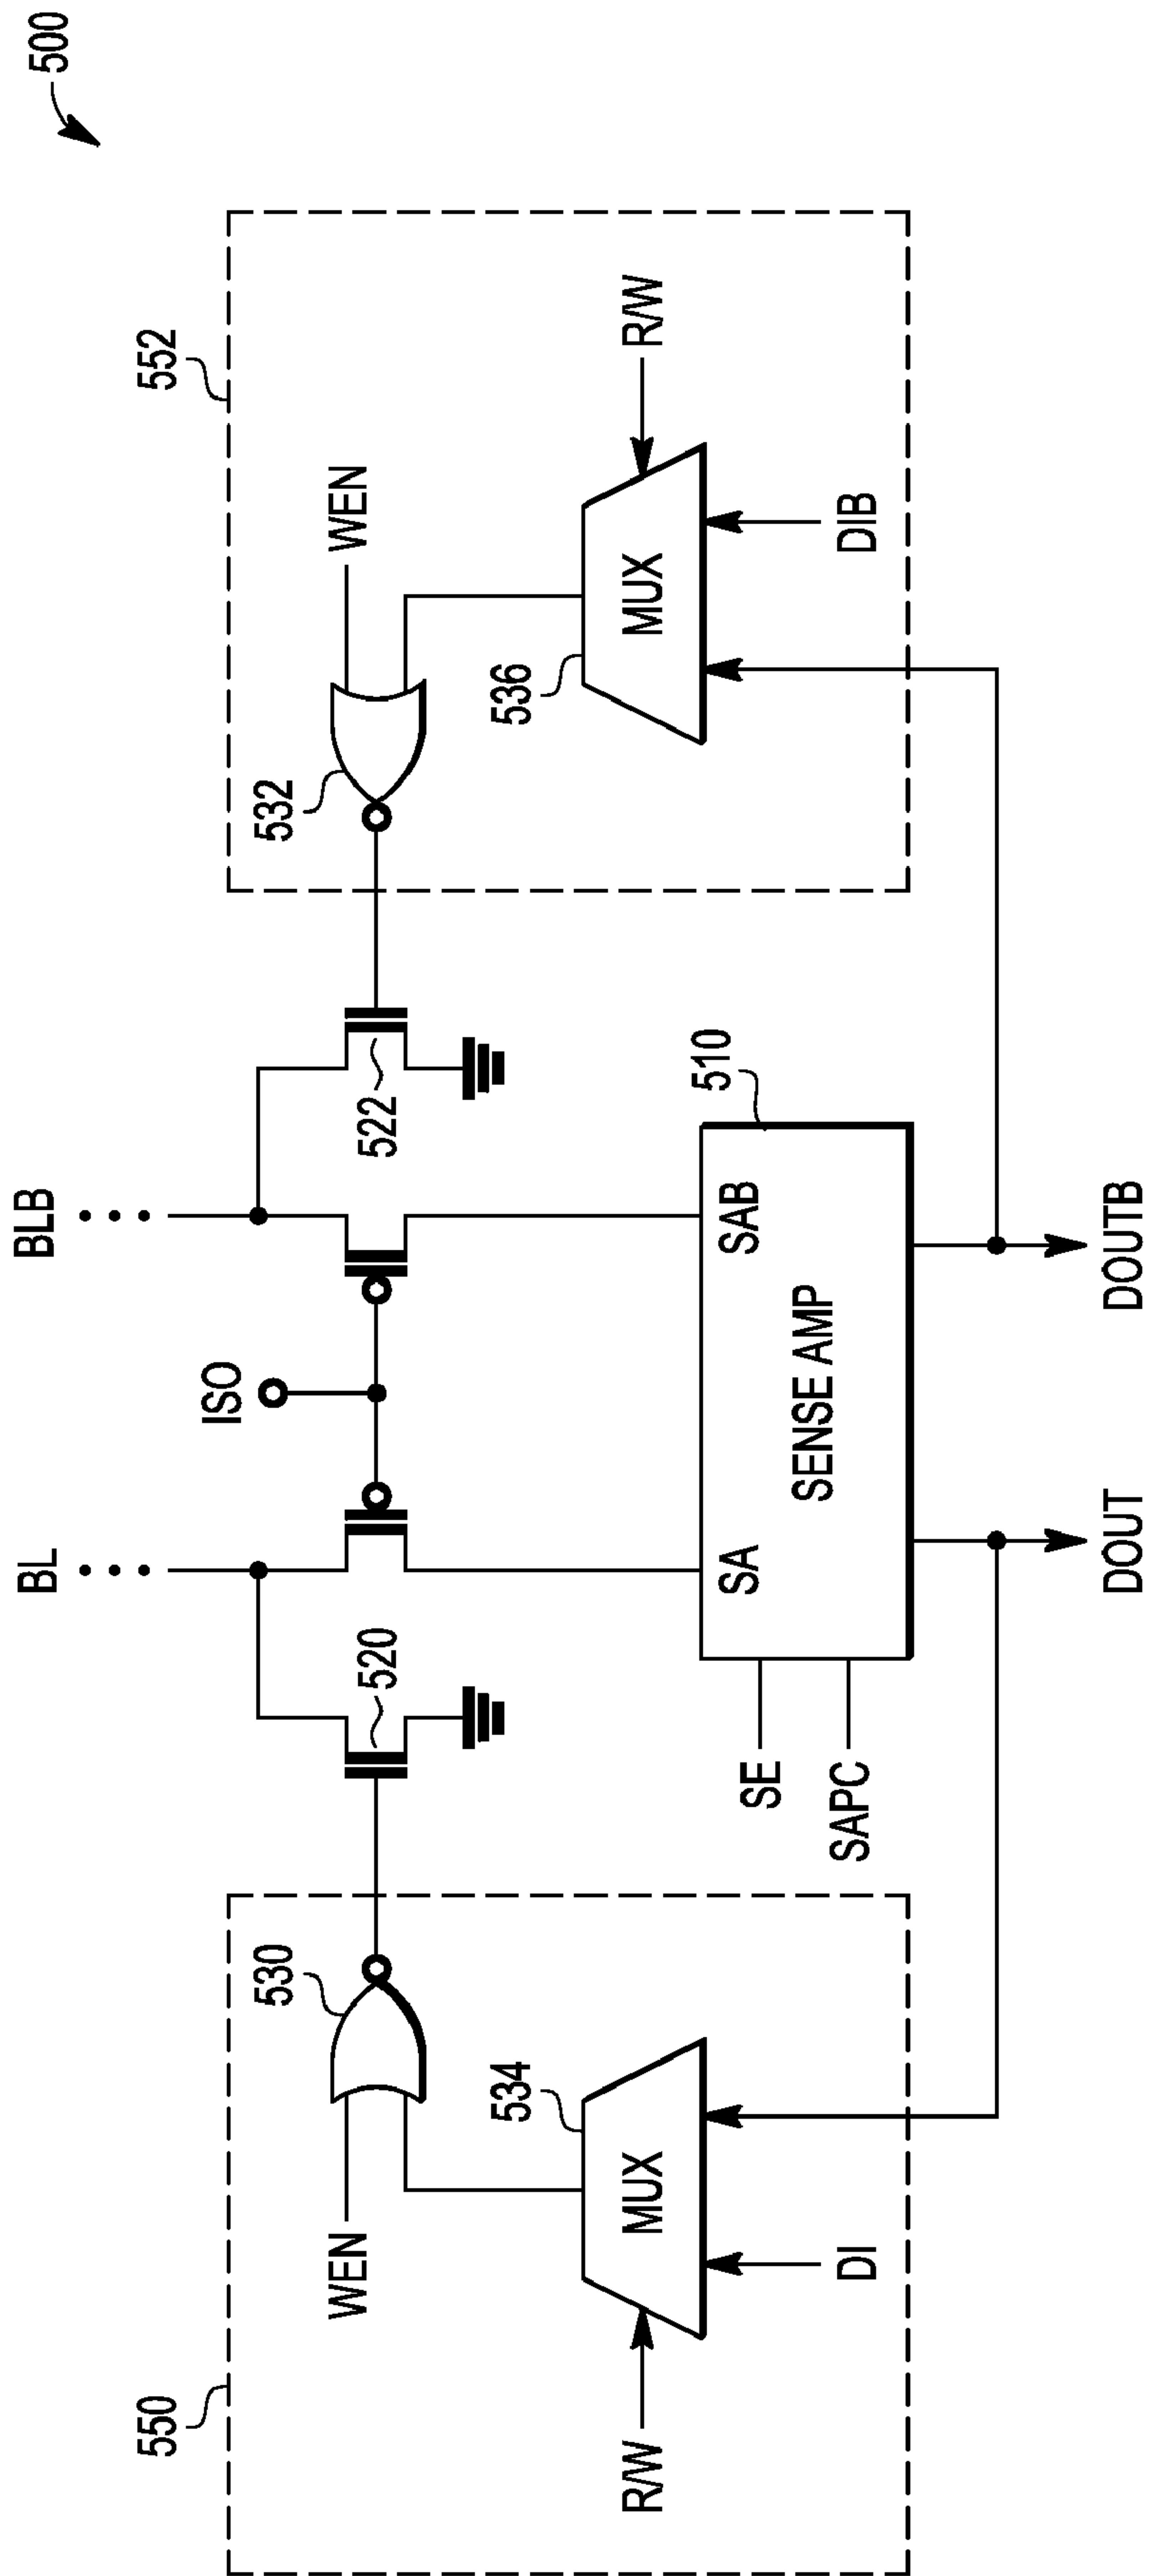 500
BL
BLB
ISO
550
552
WEN
530
520
522
532
WEN
R/W
534
MUX
536
MUX
R/W
DI
DIB
SE
SAPC
SA
SAB
SENSE AMP
510
DOUT
DOUTB